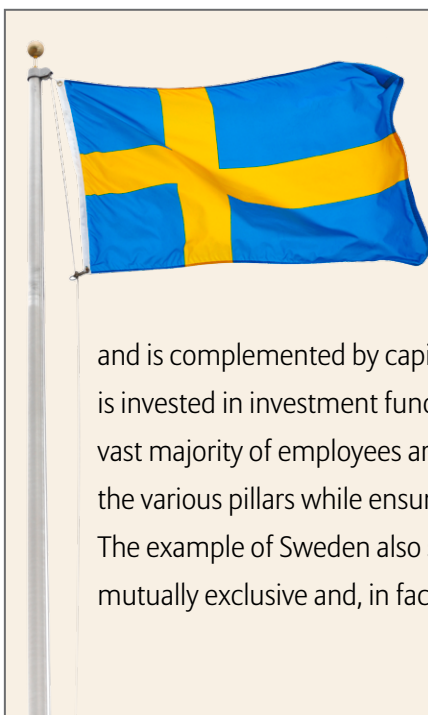 and is complemented by capi
is invested in investment func
vast majority of employees ar
the various pillars while ensur
The example of Sweden also
mutually exclusive and, in fac